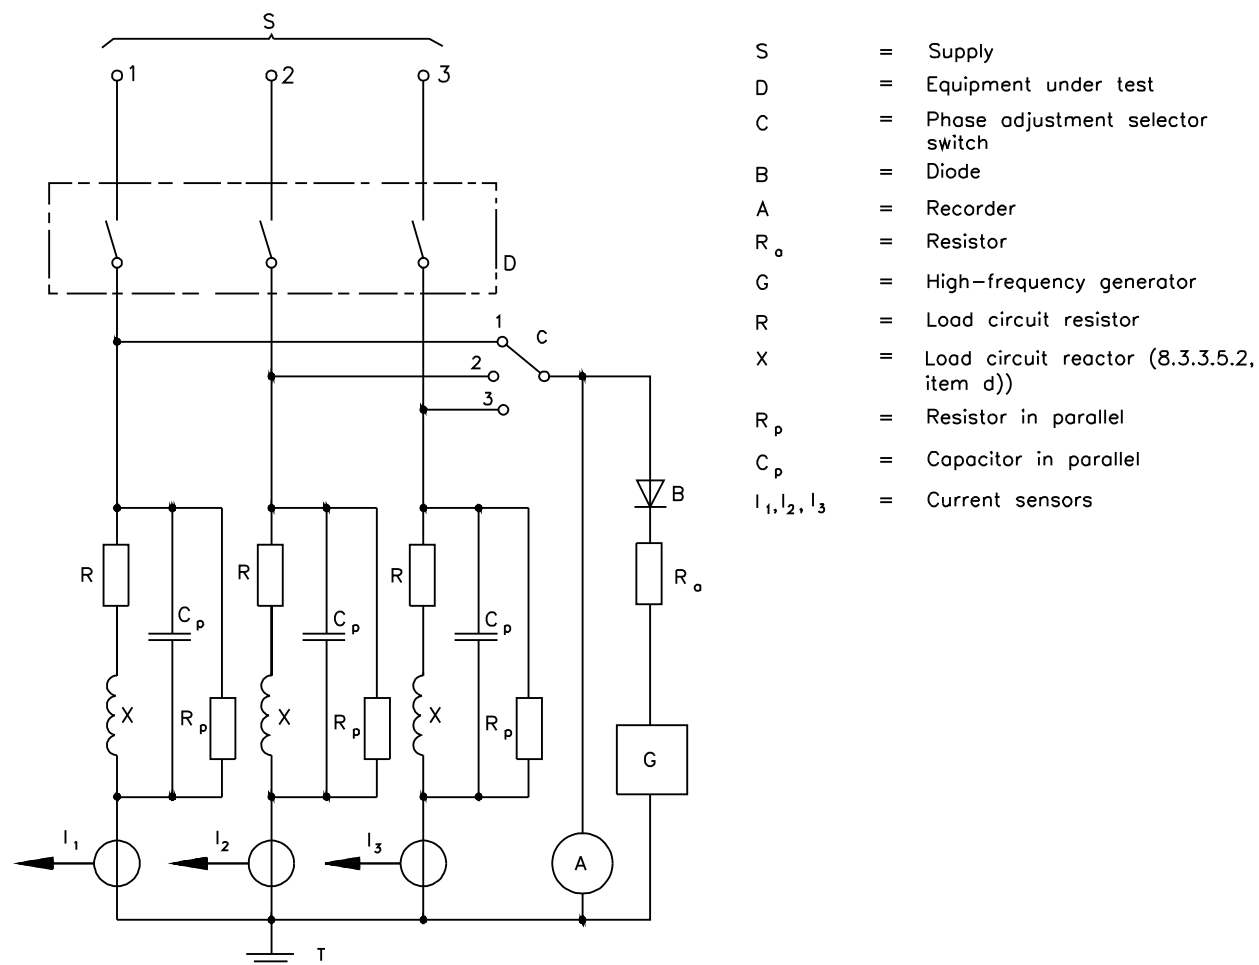 S
1 2 3
D
1 C
2
3
B
R R R R a
C p C p C p
X X X
R p R p R p
G
I 1 I 2 I 3
A
T
S = Supply
D = Equipment under test
C = Phase adjustment selector
switch
B = Diode
A = Recorder
R a = Resistor
G = High-frequency generator
R = Load circuit resistor
X = Load circuit reactor (8.3.3.5.2,
item d))
R p = Resistor in parallel
C p = Capacitor in parallel
I 1, I 2, I 3 = Current sensors